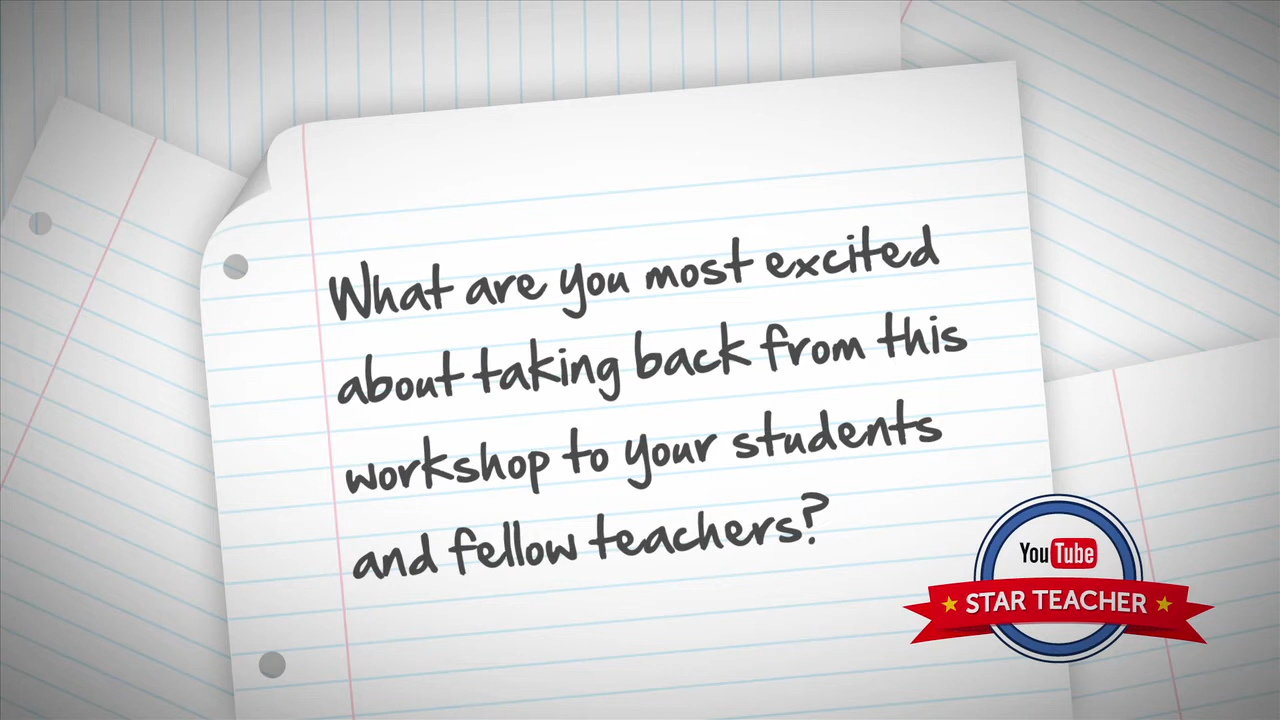 What are you most excited
about taking back from this
workshop to your students
and fellow teachers?
YouTube
STAR TEACHER